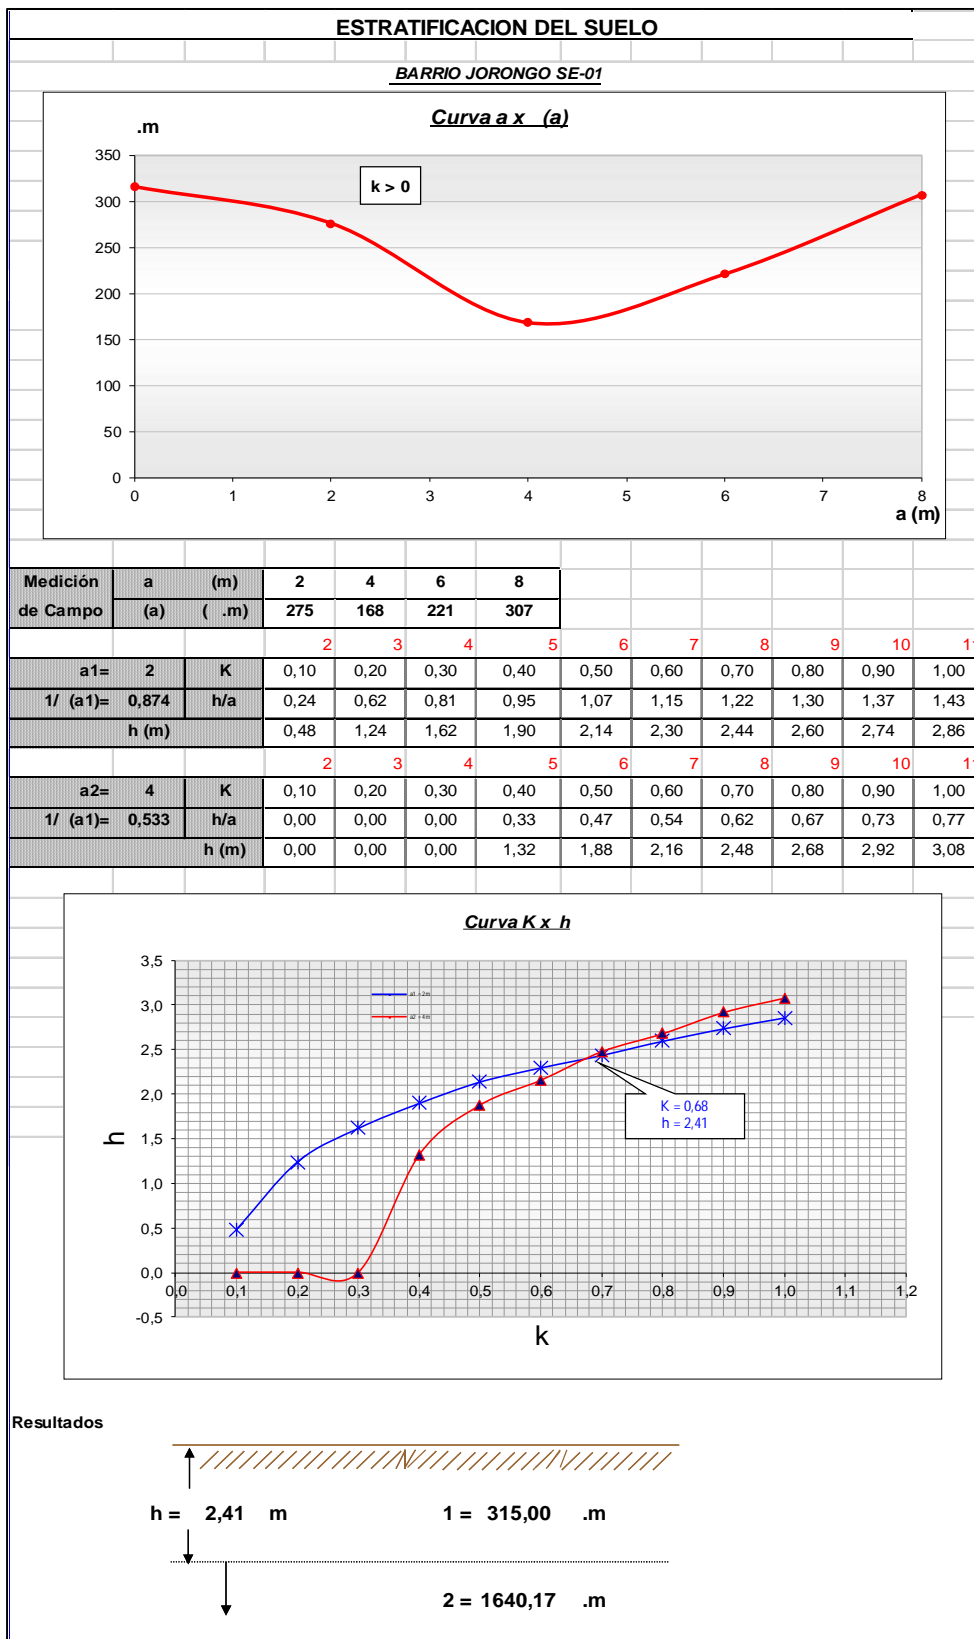 ESTRATIFICACION DEL SUELO
BARRIO JORONGO SE-01
Curva a x (a)
.m
k > 0
350
300
250
200
150
100
50
0
0 1 2 3 4 5 6 7 8
a (m)
Medición a (m) 2 4 6 8
de Campo (a) ( .m) 275 168 221 307
2 3 4 5 6 7 8 9 10 11
a1= 2 K 0,10 0,20 0,30 0,40 0,50 0,60 0,70 0,80 0,90 1,00
1/ (a1)= 0,874 h/a 0,24 0,62 0,81 0,95 1,07 1,15 1,22 1,30 1,37 1,43
h (m) 0,48 1,24 1,62 1,90 2,14 2,30 2,44 2,60 2,74 2,86
2 3 4 5 6 7 8 9 10 11
a2= 4 K 0,10 0,20 0,30 0,40 0,50 0,60 0,70 0,80 0,90 1,00
1/ (a1)= 0,533 h/a 0,00 0,00 0,00 0,33 0,47 0,54 0,62 0,67 0,73 0,77
h (m) 0,00 0,00 0,00 1,32 1,88 2,16 2,48 2,68 2,92 3,08
Curva K x h
3,5
3,0
2,5
2,0
1,5
1,0
0,5
0,0
-0,5
h
a1 = 2m
a2 = 4m
K = 0,68
h = 2,41
0,0 0,1 0,2 0,3 0,4 0,5 0,6 0,7 0,8 0,9 1,0 1,1 1,2
k
Resultados
h = 2,41 m 1 = 315,00 .m
2 = 1640,17 .m